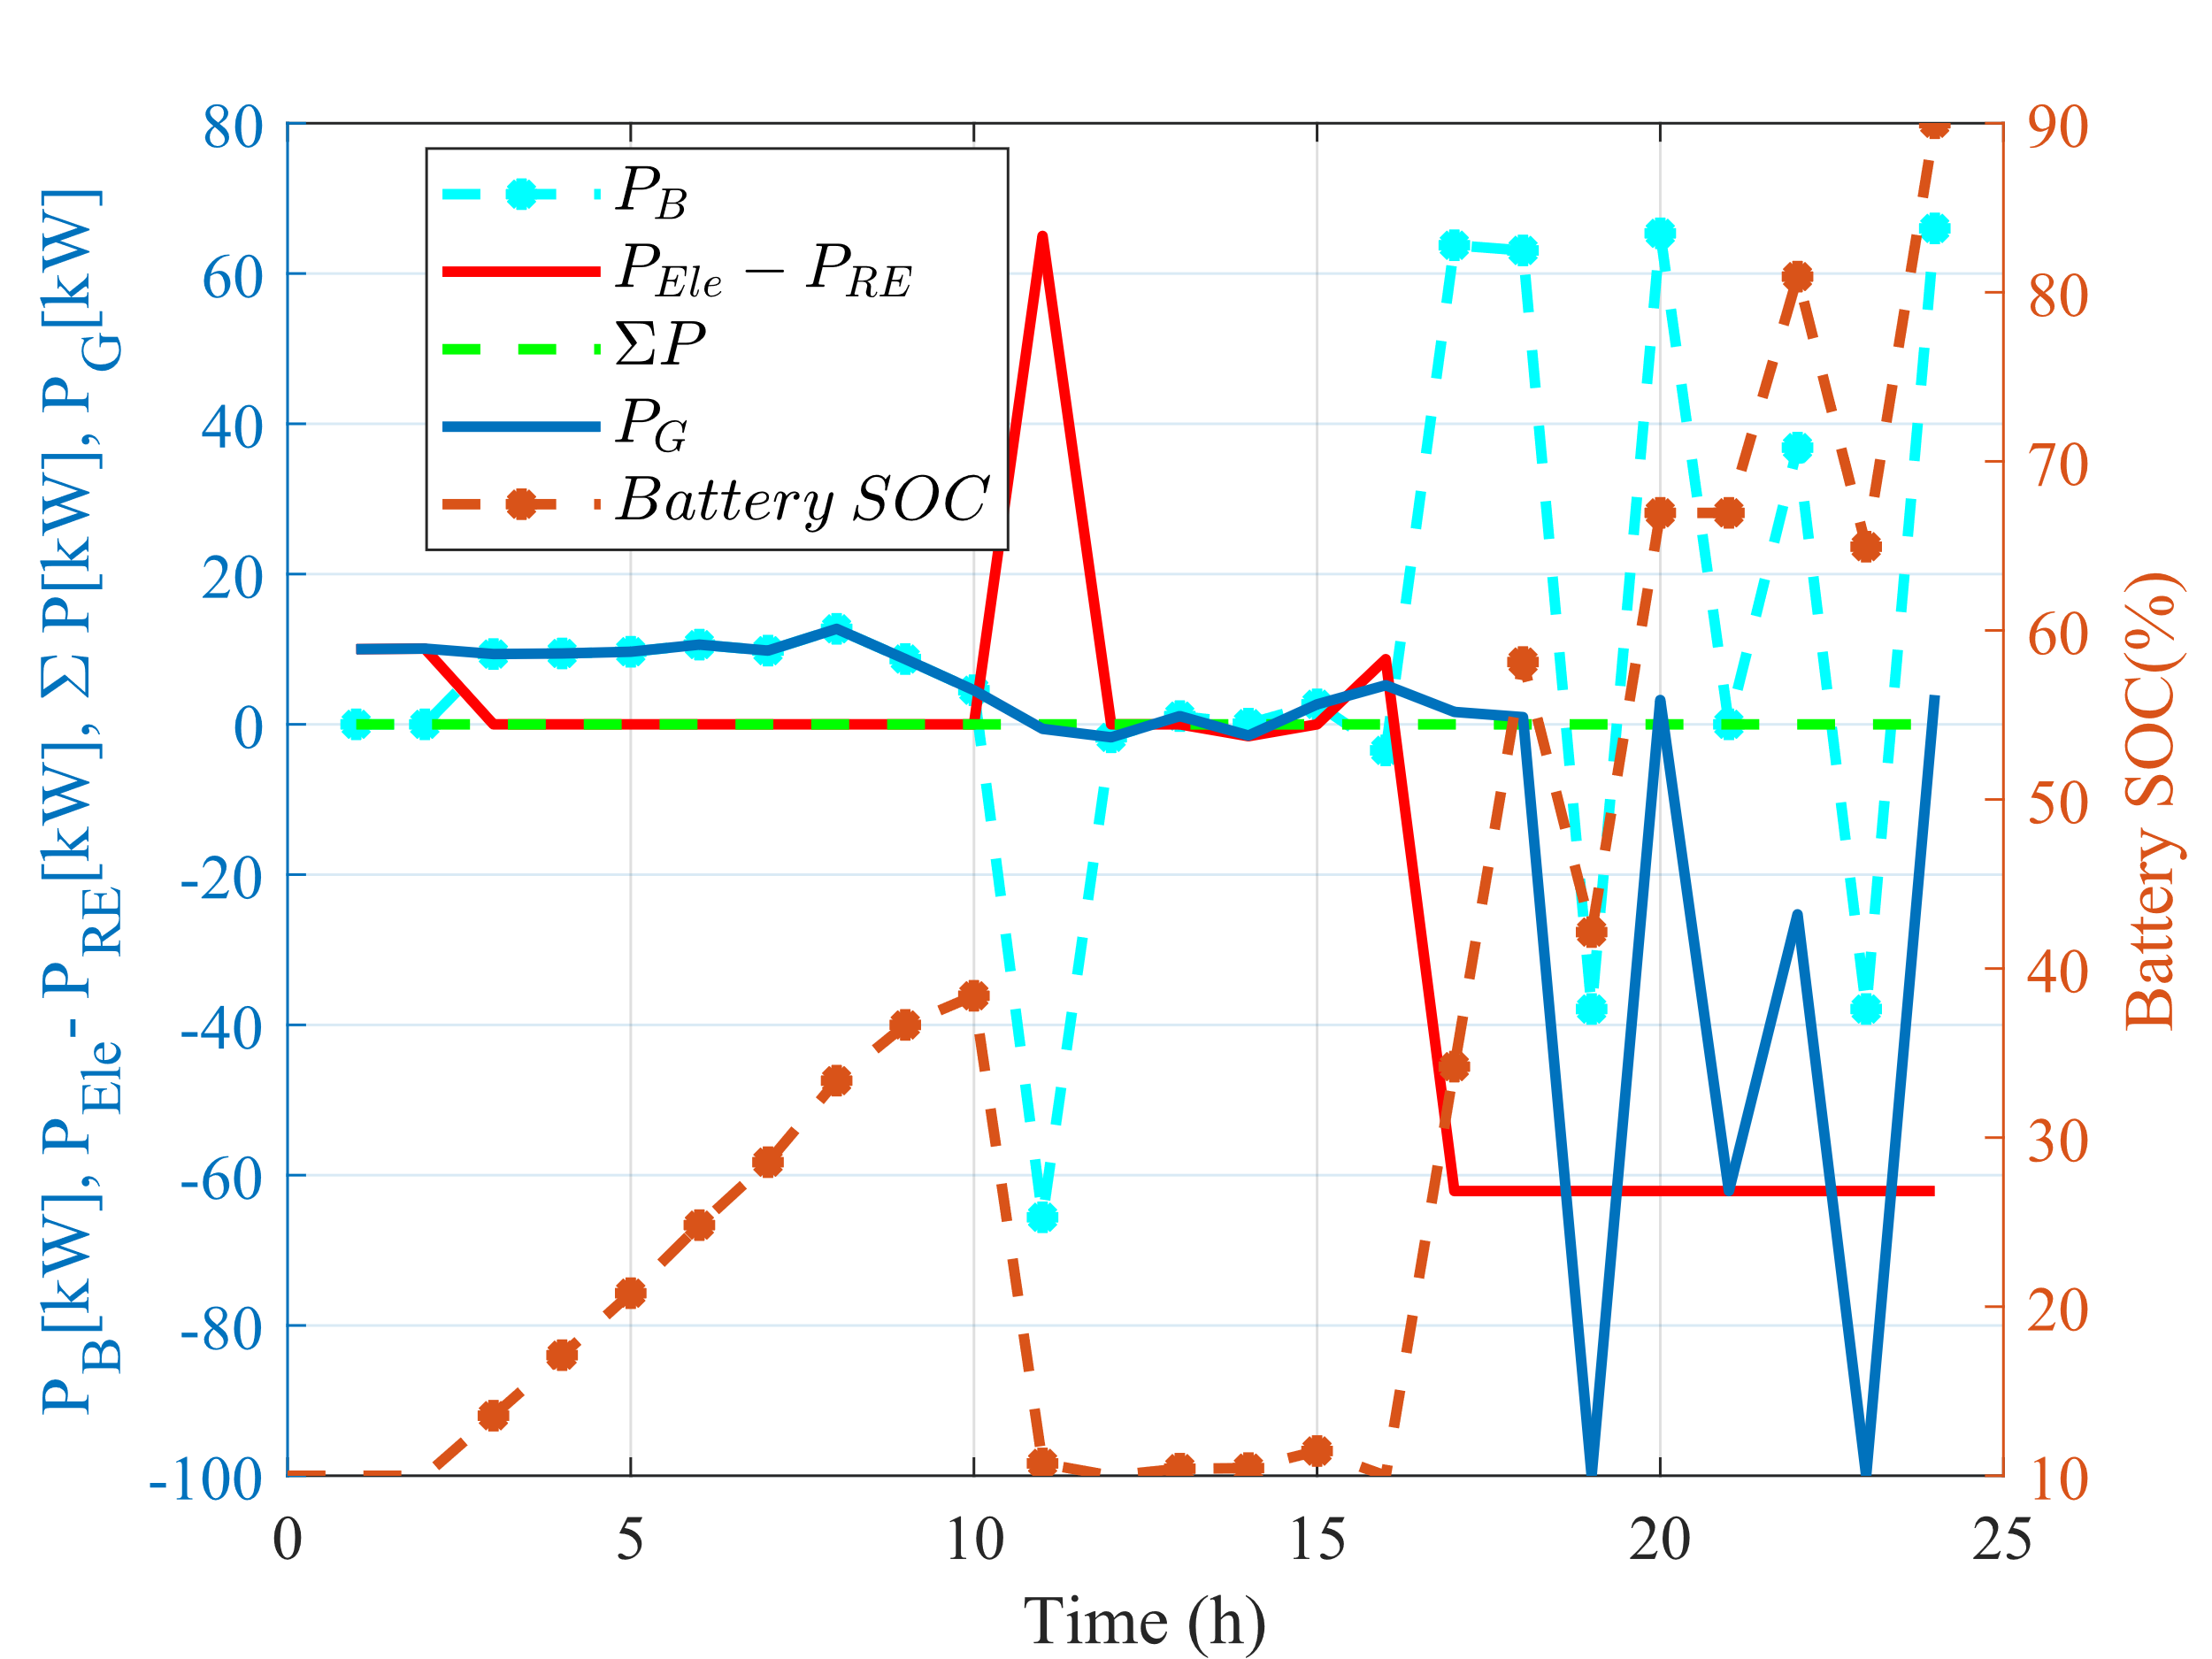 P_B
P_Ele − P_RE
ΣP
P_G
Battery SOC
80
60
40
20
0
-20
-40
-60
-80
-100
P_B[kW], P_Ele- P_RE[kW], Σ P[kW], P_G[kW]
90
80
70
60
50
40
30
20
10
Battery SOC(%)
0 5 10 15 20 25
Time (h)